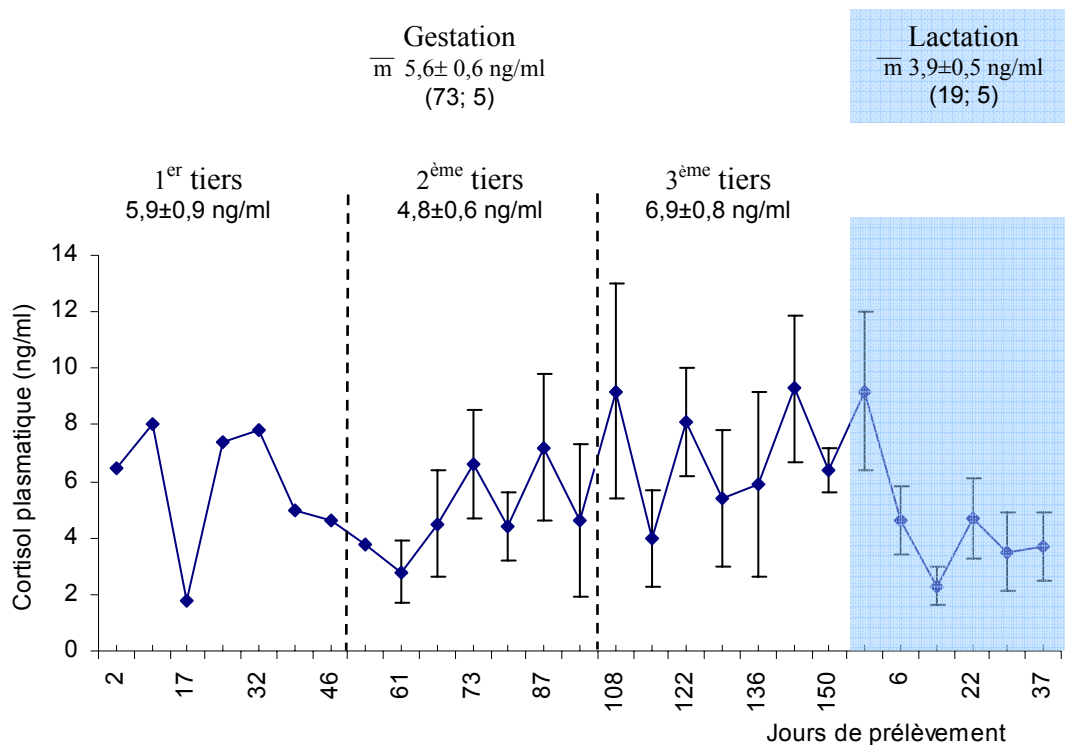 Gestation
m 5,6± 0,6 ng/ml
(73; 5)
Lactation
m 3,9±0,5 ng/ml
(19; 5)
1er tiers
5,9±0,9 ng/ml
2ème tiers
4,8±0,6 ng/ml
3ème tiers
6,9±0,8 ng/ml
Cortisol plasmatique (ng/ml)
14
12
10
8
6
4
2
0
2 17 32 46 61 73 87 108 122 136 150 6 22 37
Jours de prélèvement